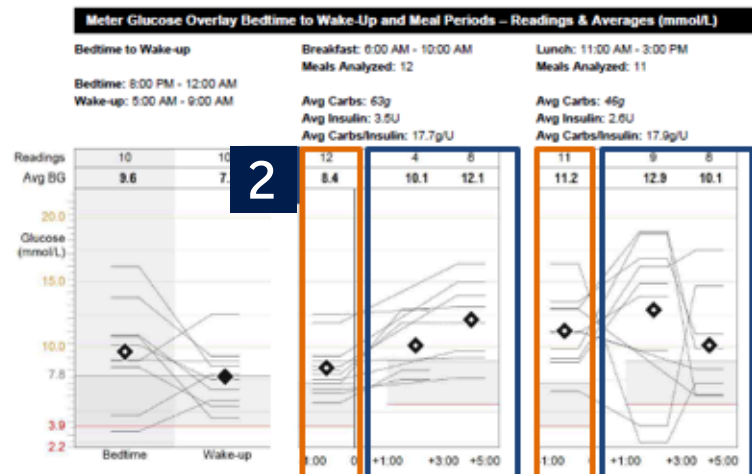 Meter Glucose Overlay Bedtime to Wake-Up and Meal Periods – Readings & Averages (mmol/L)
Bedtime to Wake-up
Bedtime: 8:00 PM - 12:00 AM
Wake-up: 5:00 AM - 9:00 AM
Breakfast: 6:00 AM - 10:00 AM
Meals Analyzed: 12
Avg Carbs: 63g
Avg Insulin: 3.5U
Avg Carbs/Insulin: 17.7g/U
Lunch: 11:00 AM - 3:00 PM
Meals Analyzed: 11
Avg Carbs: 46g
Avg Insulin: 2.6U
Avg Carbs/Insulin: 17.9g/U
2
Readings 10 10 12 4 8 11 9 8
Avg BG 9.6 7. 8.4 10.1 12.1 11.2 12.9 10.1
20.0
Glucose
(mmol/L)
15.0
10.0
7.8
3.9
2.2
Bedtime Wake-up 1:00 0 +1:00 +3:00 +5:00 1:00 +1:00 +3:00 +5:00